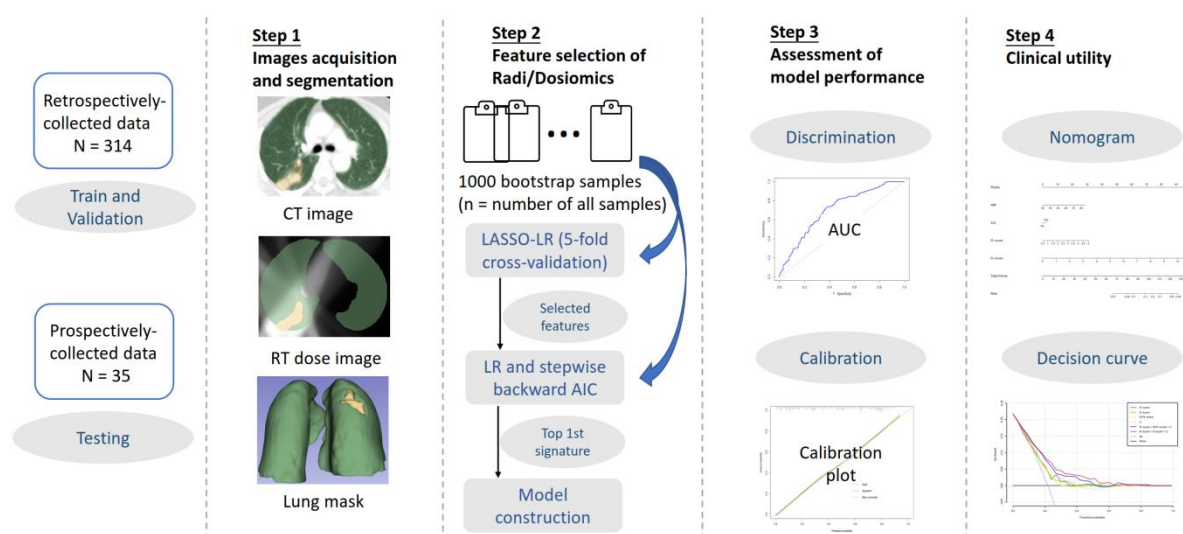 Retrospectively-
collected data
N = 314
Train and
Validation
Prospectively-
collected data
N = 35
Testing
Step 1
Images acquisition
and segmentation
CT image
RT dose image
Lung mask
Step 2
Feature selection of
Radi/Dosiomics
1000 bootstrap samples
(n = number of all samples)
LASSO-LR (5-fold
cross-validation)
Selected
features
LR and stepwise
backward AIC
Top 1st
signature
Model
construction
Step 3
Assessment of
model performance
Discrimination
AUC
Calibration
Calibration
plot
Step 4
Clinical utility
Nomogram
Decision curve